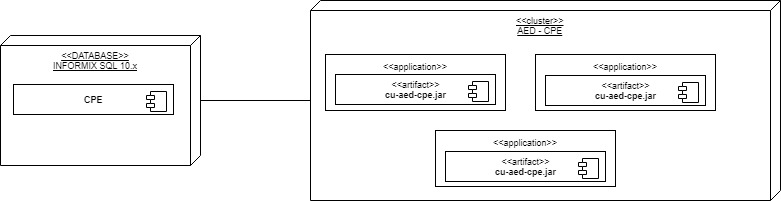 <<cluster>>
AED - CPE
<<DATABASE>>
INFORMIX SQL 10.x
CPE
<<application>>
<<artifact>>
cu-aed-cpe.jar
<<application>>
<<artifact>>
cu-aed-cpe.jar
<<application>>
<<artifact>>
cu-aed-cpe.jar